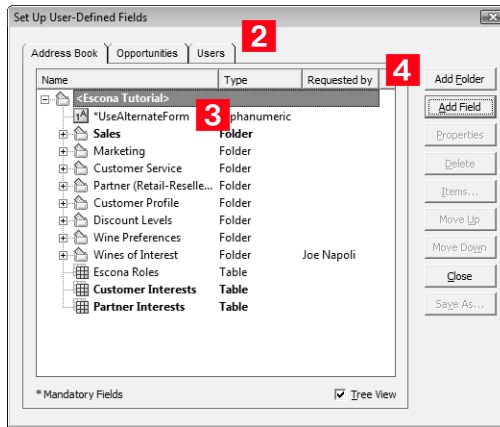 Set Up User-Defined Fields
2
Address Book Opportunities Users
4
Name Type Requested by
Add Folder
<Escona Tutorial>
Add Field
3
*UseAlternateForm phanumeric
Sales Folder
Properties
Marketing Folder
Customer Service Folder
Delete
Partner (Retail-Reselle... Folder
Items...
Customer Profile Folder
Discount Levels Folder
Move Up
Wine Preferences Folder
Move Down
Wines of Interest Folder Joe Napoli
Escona Roles Table
Close
Customer Interests Table
Partner Interests Table
Save As...
* Mandatory Fields Tree View